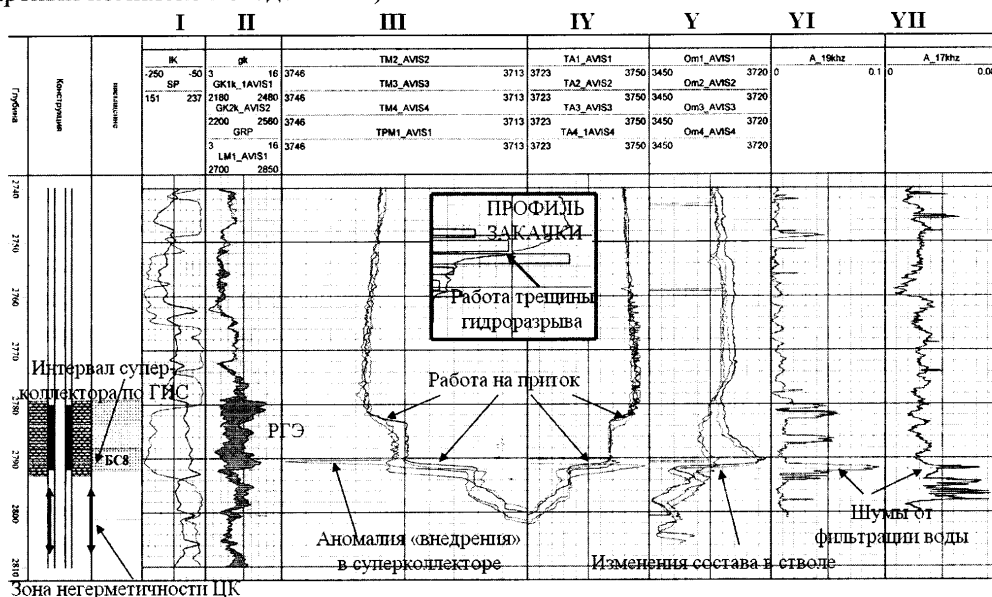 I II III IY Y YI YII
Глубина
Конструкция
IK
-250 -50
SP
151 237
gk
3 16
GK1k_1AVIS1
2180 2480
GK2k_AVIS2
2200 2560
GRP
3 16
LM1_AVIS1
2700 2850
TM2_AVIS2
3746 3713
TM3_AVIS3
3746 3713
TM4_AVIS4
3746 3713
TPM1_AVIS1
3746 3713
TA1_AVIS1
3723 3750
TA2_AVIS2
3723 3750
TA3_AVIS3
3723 3750
TA4_1AVIS4
3723 3750
Om1_AVIS1
3450 3720
Om2_AVIS2
3450 3720
Om3_AVIS3
3450 3720
Om4_AVIS4
3450 3720
A_19khz
0 0.1
A_17khz
0 0.08
2740
2750
2760
2770
2780
2790
2800
2810
ПРОФИЛЬ
ЗАКАЧКИ
Работа трещины
гидроразрыва
Интервал супер-
коллектора по ГИС
Работа на приток
РГЭ
БС8
Аномалия «внедрения»
в суперколлекторе
Изменения состава в стволе
Шумы от
фильтрации воды
Зона негерметичности ЦК